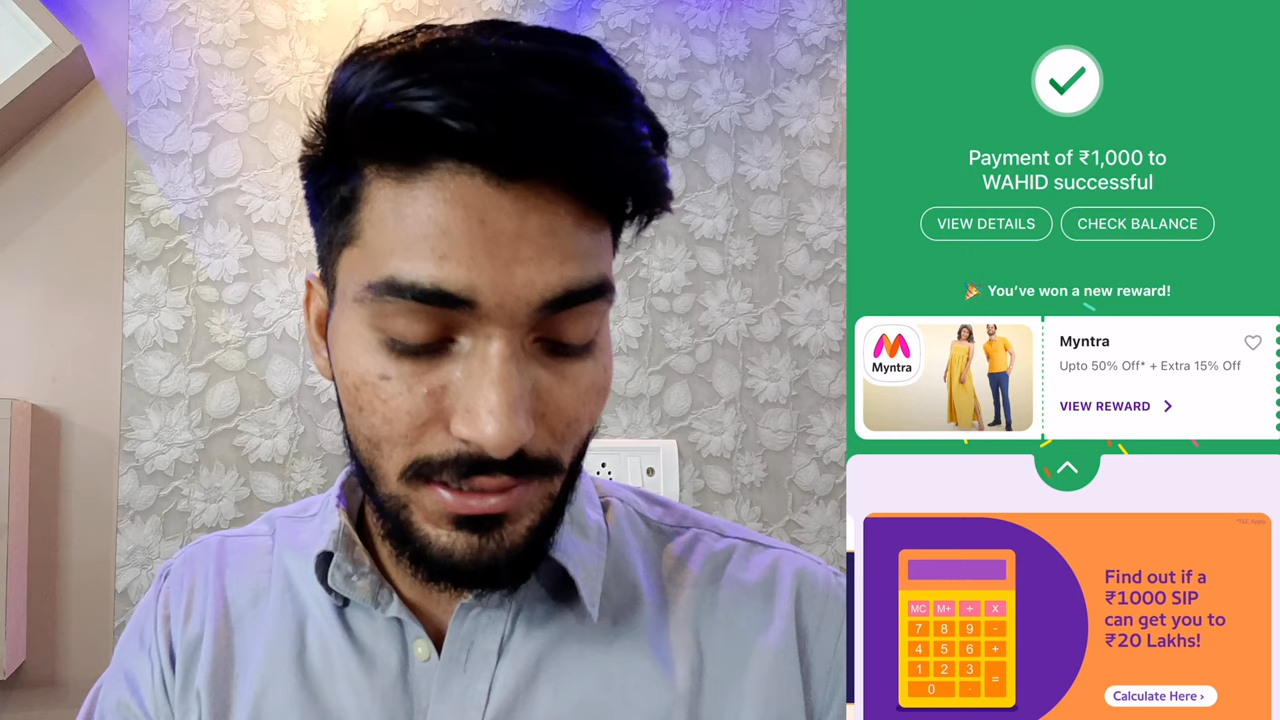 Payment of ₹1,000 to
WAHID successful
VIEW DETAILS
CHECK BALANCE
You've won a new reward!
Myntra
Myntra
Upto 50% Off* + Extra 15% Off
VIEW REWARD
*T&C Apply
Find out if a
₹1000 SIP
can get you to
₹20 Lakhs!
MC M+ ÷ X
7 8 9 -
4 5 6 +
1 2 3 =
0 .
Calculate Here ›